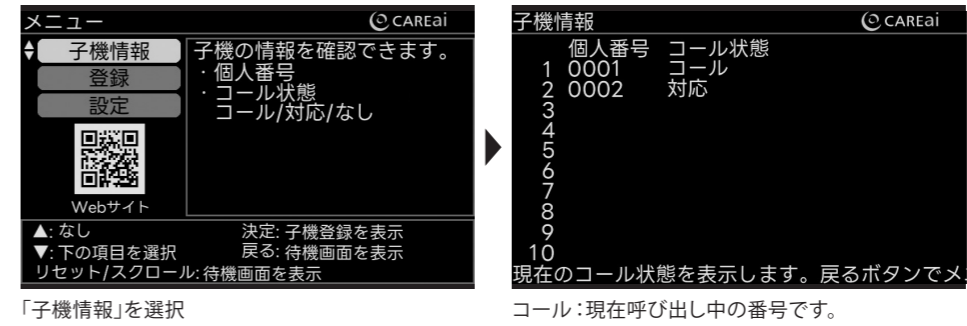 メニュー
CAREai
子機情報
登録
設定
Webサイト
子機の情報を確認できます。
・個人番号
・コール状態
コール/対応/なし
▲: なし
決定: 子機登録を表示
▼: 下の項目を選択
戻る: 待機画面を表示
リセット/スクロール: 待機画面を表示
「子機情報」を選択
子機情報
CAREai
個人番号 コール状態
1 0001 コール
2 0002 対応
3
4
5
6
7
8
9
10
現在のコール状態を表示します。戻るボタンでメ
コール：現在呼び出し中の番号です。